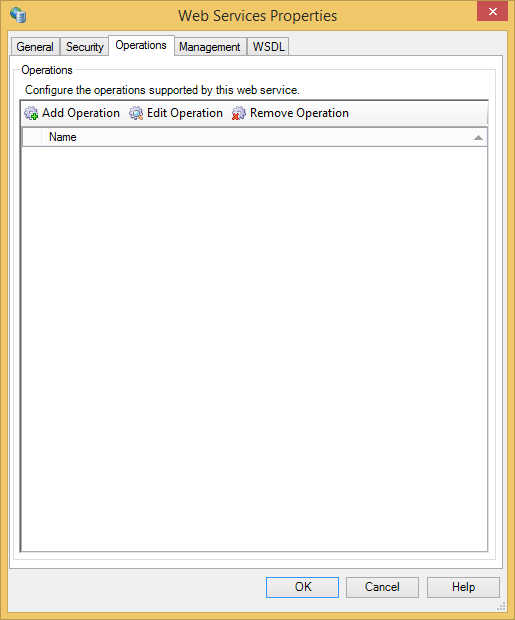 Web Services Properties
General Security Operations Management WSDL
Operations
Configure the operations supported by this web service.
Add Operation Edit Operation Remove Operation
Name
OK Cancel Help